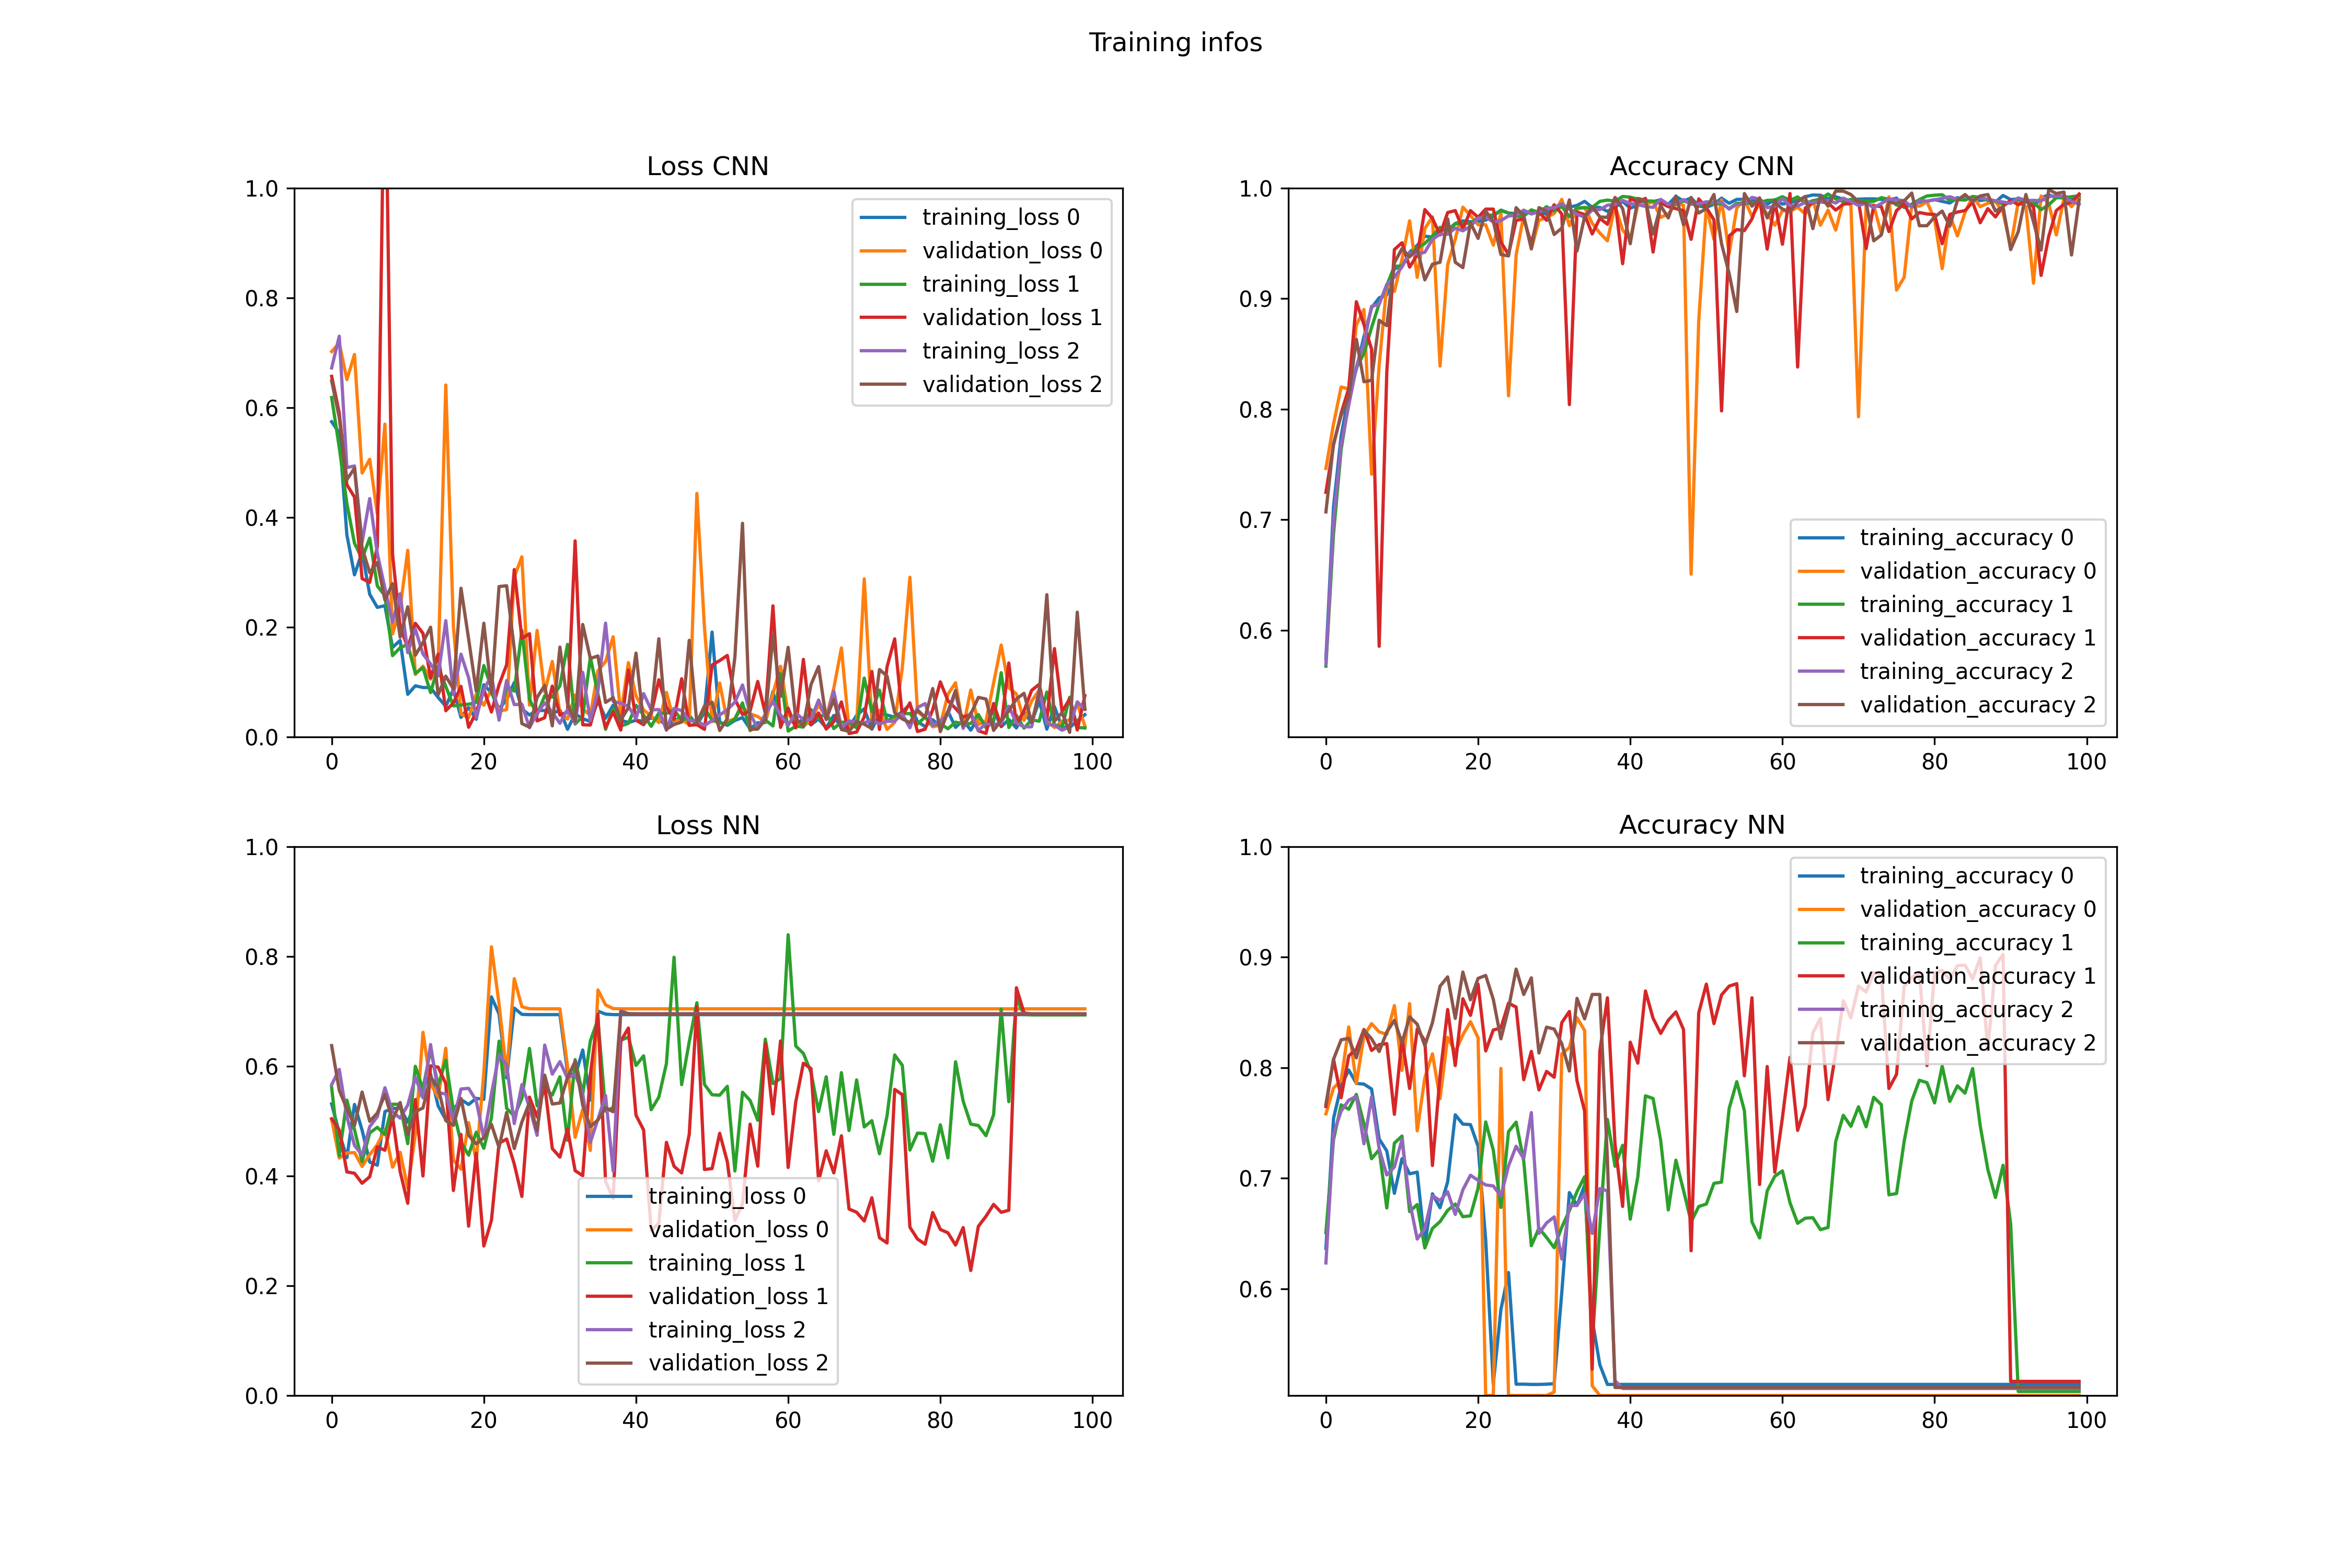 Training infos
Loss CNN
1.0
0.8
0.6
0.4
0.2
0.0
0 20 40 60 80 100
training_loss 0
validation_loss 0
training_loss 1
validation_loss 1
training_loss 2
validation_loss 2
Accuracy CNN
1.0
0.9
0.8
0.7
0.6
0 20 40 60 80 100
training_accuracy 0
validation_accuracy 0
training_accuracy 1
validation_accuracy 1
training_accuracy 2
validation_accuracy 2
Loss NN
1.0
0.8
0.6
0.4
0.2
0.0
0 20 40 60 80 100
training_loss 0
validation_loss 0
training_loss 1
validation_loss 1
training_loss 2
validation_loss 2
Accuracy NN
1.0
0.9
0.8
0.7
0.6
0 20 40 60 80 100
training_accuracy 0
validation_accuracy 0
training_accuracy 1
validation_accuracy 1
training_accuracy 2
validation_accuracy 2